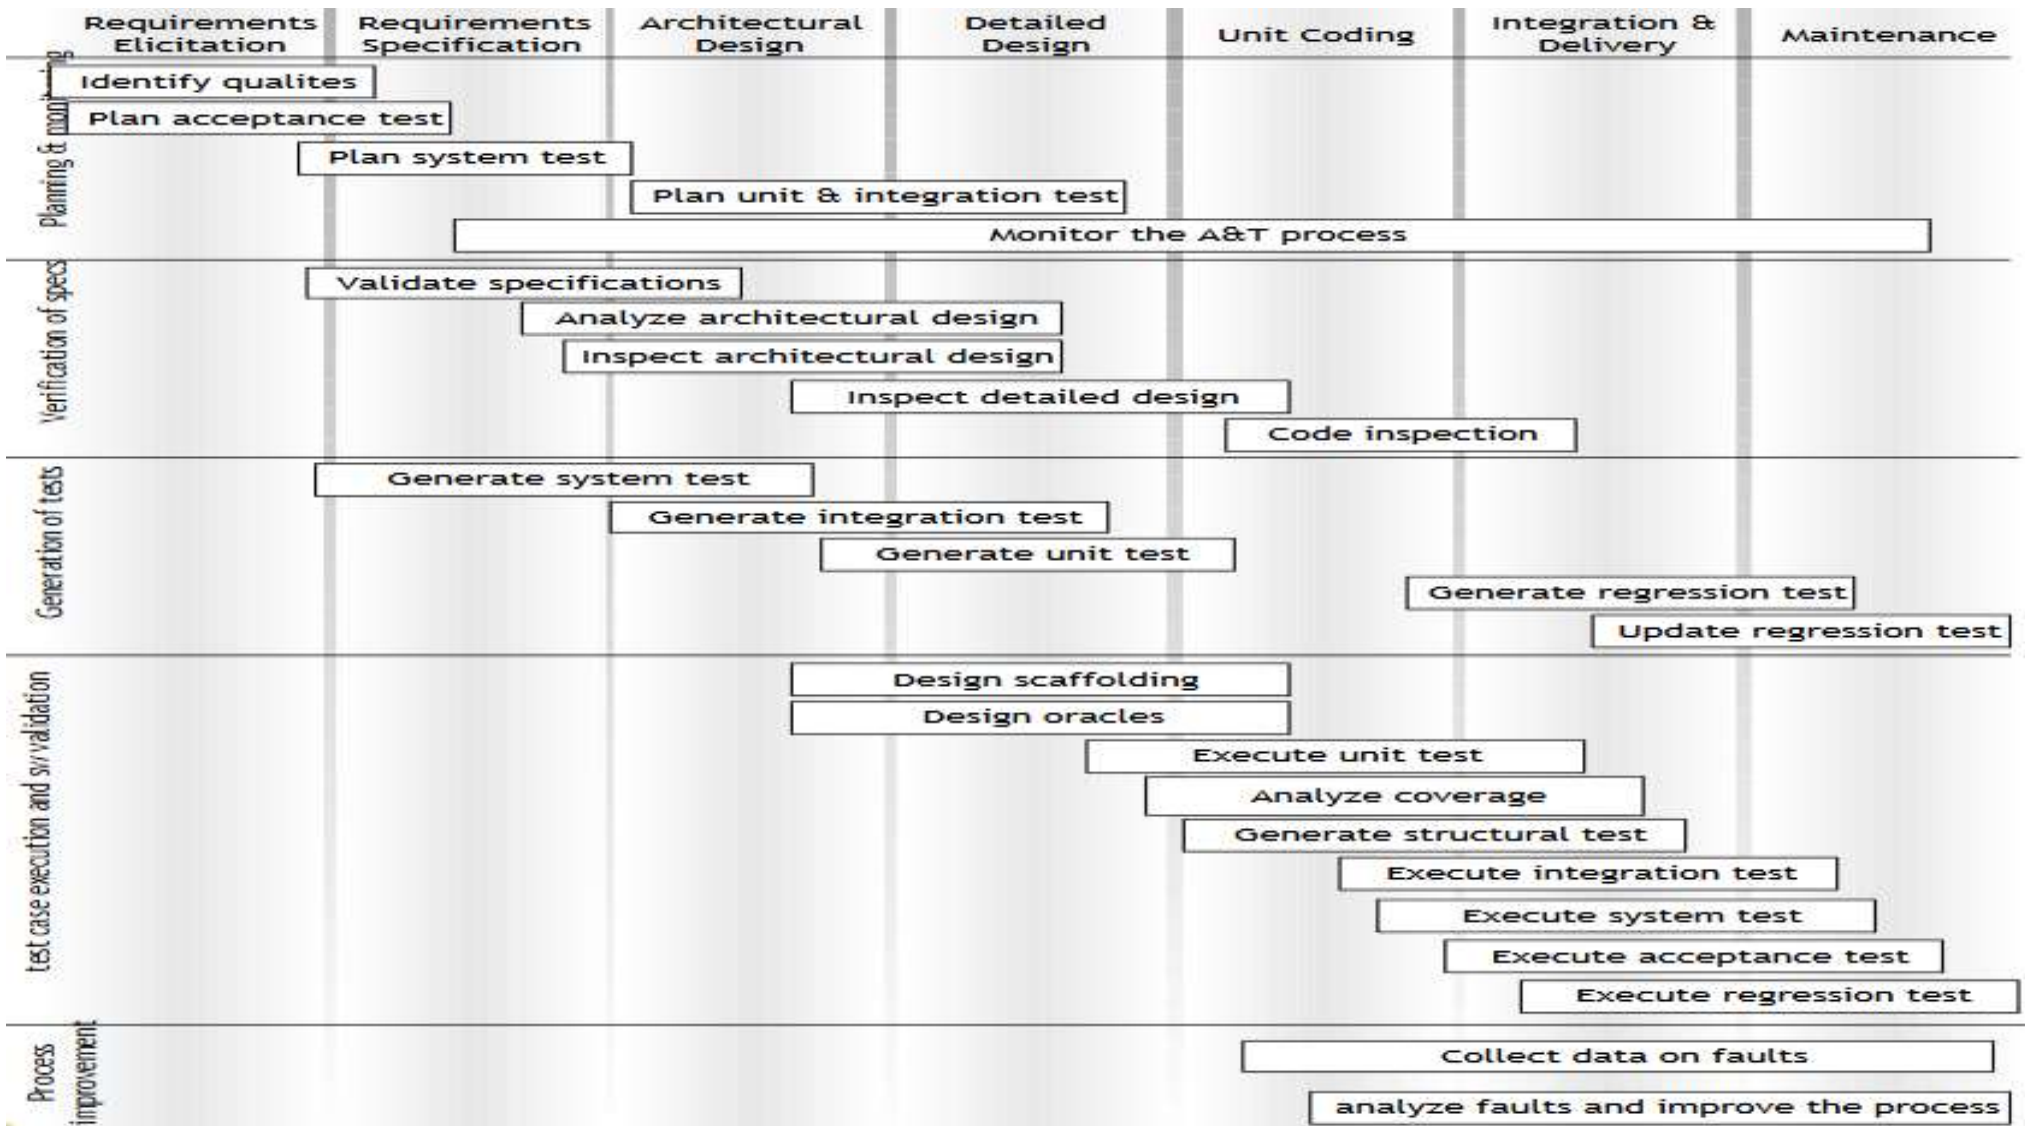 Requirements
Elicitation
Requirements
Specification
Architectural
Design
Detailed
Design
Unit Coding
Integration &
Delivery
Maintenance
Planning & monitoring
Identify qualites
Plan acceptance test
Plan system test
Plan unit & integration test
Monitor the A&T process
Verification of specs
Validate specifications
Analyze architectural design
Inspect architectural design
Inspect detailed design
Code inspection
Generation of tests
Generate system test
Generate integration test
Generate unit test
Generate regression test
Update regression test
test case execution and sw validation
Design scaffolding
Design oracles
Execute unit test
Analyze coverage
Generate structural test
Execute integration test
Execute system test
Execute acceptance test
Execute regression test
Process
improvement
Collect data on faults
analyze faults and improve the process